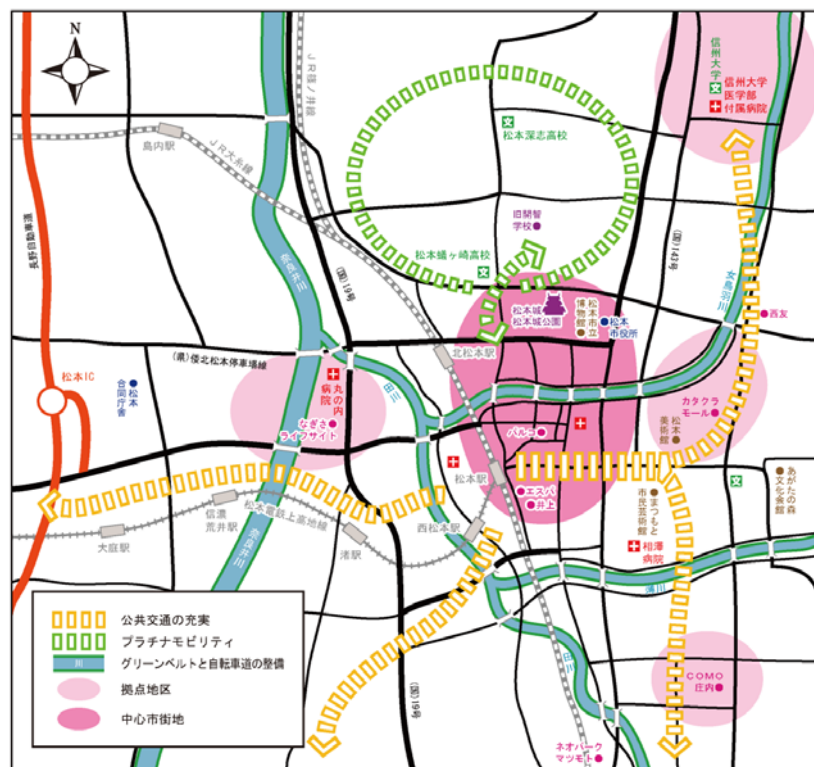 N
JR篠ノ井線
信州大学
信州大学
医学部
付属病院
松本深志高校
島内駅
JR大糸線
長野自動車道
旧開智
学校
松本蟻ヶ崎高校
(国)143号
奈良井川
(国)19号
女鳥羽川
松本城
松本城公園
松本市立
博物館
松本
市役所
西友
北松本駅
(県)倭北松本停車場線
松本IC
松本
合同庁舎
丸の内
病院
田川
なぎさ
ライフサイト
カタクラ
モール
パルコ
松本
美術館
松本駅
エスパ
井上
まつもと
市民芸術館
あがたの森
文化会館
松本電鉄上高地線
信濃
荒井駅
西松本駅
大庭駅
渚駅
奈良井川
相澤
病院
湧川
公共交通の充実
プラチナモビリティ
川
グリーンベルトと自転車道の整備
拠点地区
中心市街地
田川
COMO
庄内
(国)19号
ネオパーク
マツモト